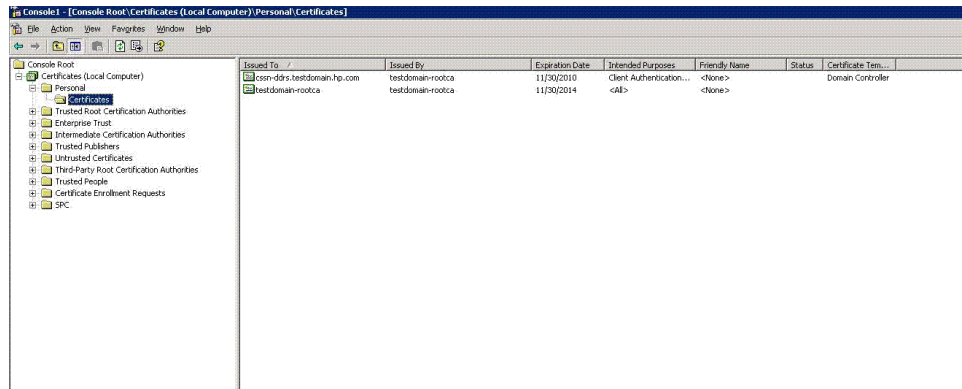 Console1 - [Console Root\Certificates (Local Computer)\Personal\Certificates]
File Action View Favorites Window Help
Console Root
Certificates (Local Computer)
Personal
Certificates
Trusted Root Certification Authorities
Enterprise Trust
Intermediate Certification Authorities
Trusted Publishers
Untrusted Certificates
Third-Party Root Certification Authorities
Trusted People
Certificate Enrollment Requests
SPC
Issued To Issued By Expiration Date Intended Purposes Friendly Name Status Certificate Tem...
cssn-ddrs.testdomain.hp.com testdomain-rootca 11/30/2010 Client Authentication... <None> Domain Controller
testdomain-rootca testdomain-rootca 11/30/2014 <All> <None>